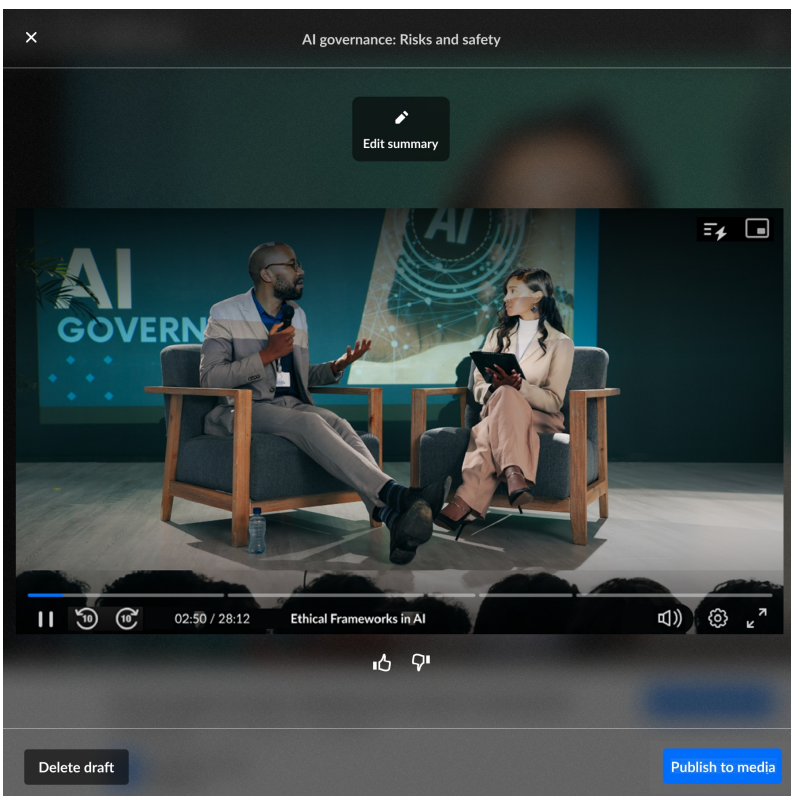 AI governance: Risks and safety
Edit summary
AI
AI
GOVERN
10
10
02:50 / 28:12
Ethical Frameworks in AI
Delete draft
Publish to media